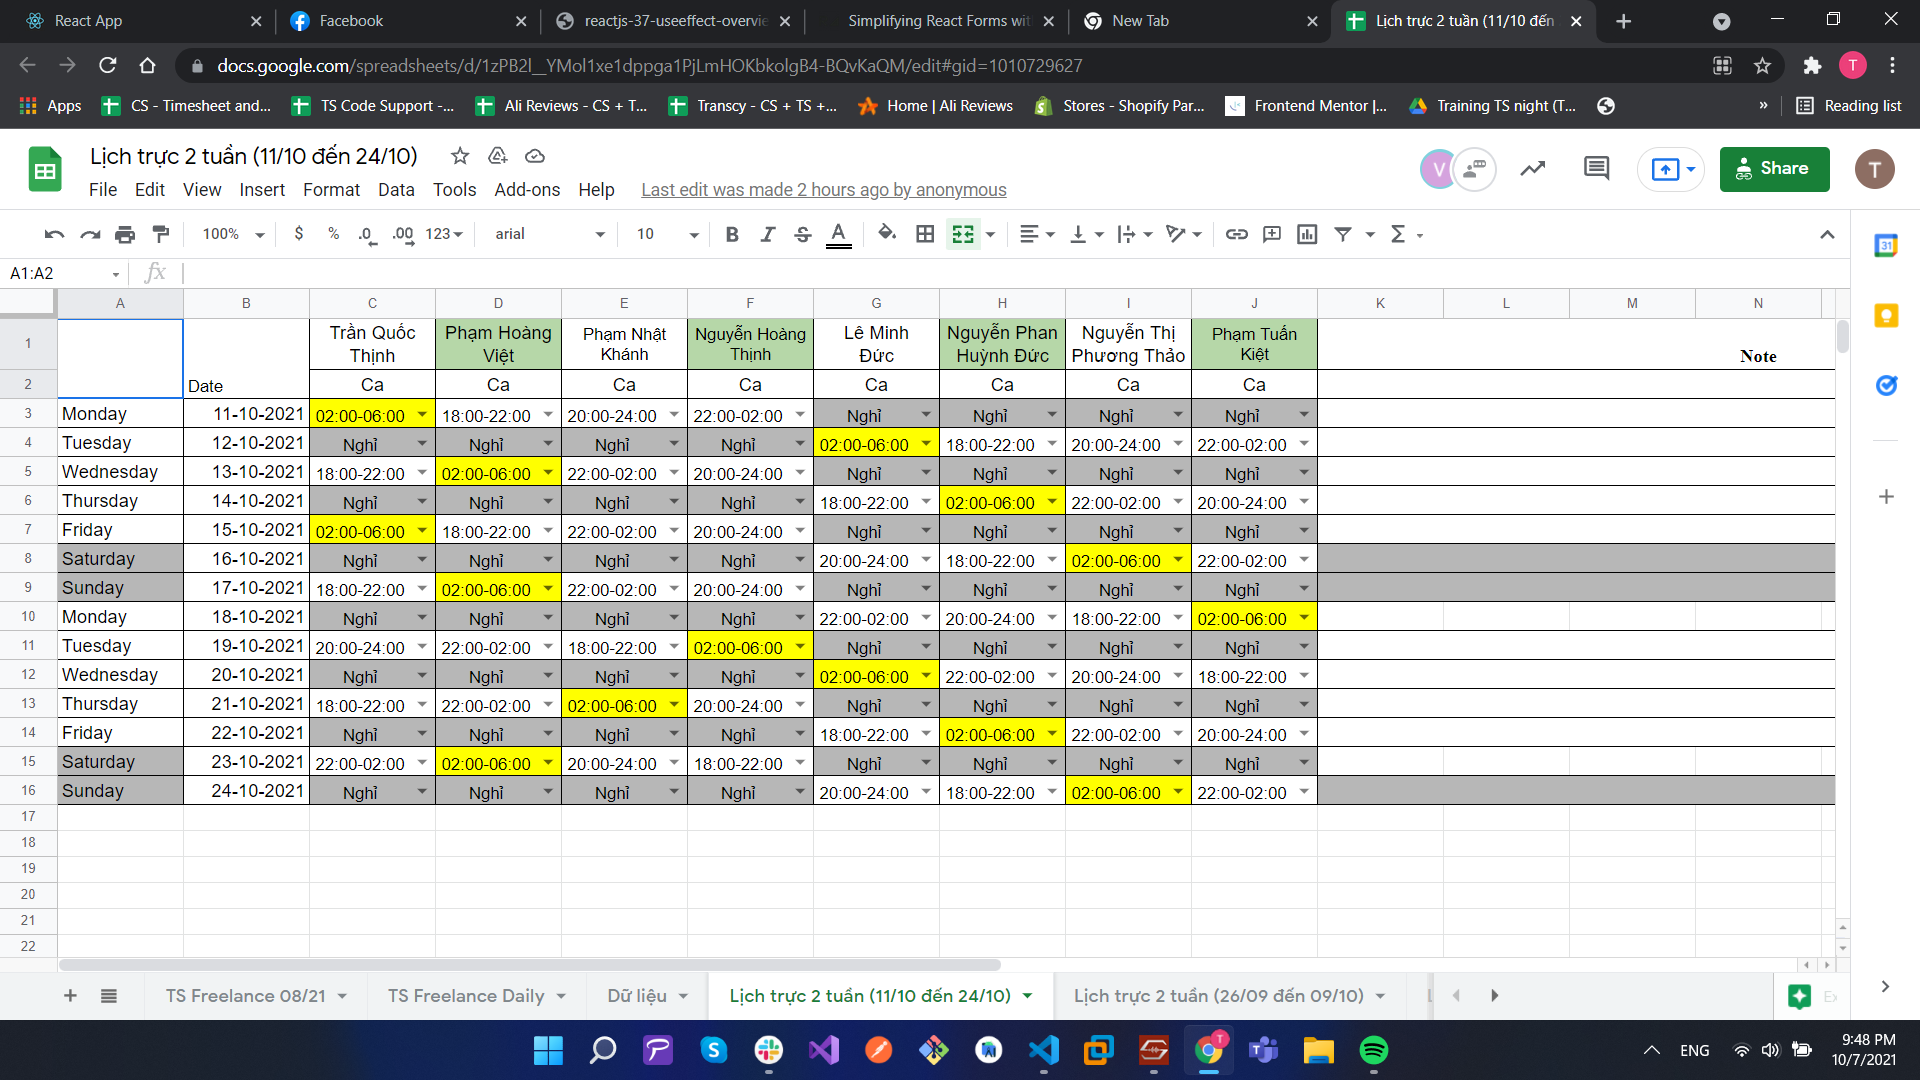 React App
Facebook
reactjs-37-useeffect-overvie
Simplifying React Forms wit
New Tab
Lịch trực 2 tuần (11/10 đến
docs.google.com/spreadsheets/d/1zPB2l__YMol1xe1dppga1PjLmHOKbkolgB4-BQvKaQM/edit#gid=1010729627
T
Apps
CS - Timesheet and...
TS Code Support -...
Ali Reviews - CS + T...
Transcy - CS + TS +...
Home | Ali Reviews
Stores - Shopify Par...
Frontend Mentor |...
Training TS night (T...
»
Reading list
Lịch trực 2 tuần (11/10 đến 24/10)
File Edit View Insert Format Data Tools Add-ons Help Last edit was made 2 hours ago by anonymous
V
Share
T
100% $ % .0 .00 123 arial 10 B I S A Σ
31
A1:A2 fx
A B C D E F G H I J K L M N
1 Trần Quốc Thịnh Phạm Hoàng Việt Phạm Nhật Khánh Nguyễn Hoàng Thịnh Lê Minh Đức Nguyễn Phan Huỳnh Đức Nguyễn Thị Phương Thảo Phạm Tuấn Kiệt Note
2 Date Ca Ca Ca Ca Ca Ca Ca Ca
3 Monday 11-10-2021 02:00-06:00 18:00-22:00 20:00-24:00 22:00-02:00 Nghỉ Nghỉ Nghỉ Nghỉ
4 Tuesday 12-10-2021 Nghỉ Nghỉ Nghỉ Nghỉ 02:00-06:00 18:00-22:00 20:00-24:00 22:00-02:00
5 Wednesday 13-10-2021 18:00-22:00 02:00-06:00 22:00-02:00 20:00-24:00 Nghỉ Nghỉ Nghỉ Nghỉ
6 Thursday 14-10-2021 Nghỉ Nghỉ Nghỉ Nghỉ 18:00-22:00 02:00-06:00 22:00-02:00 20:00-24:00
7 Friday 15-10-2021 02:00-06:00 18:00-22:00 22:00-02:00 20:00-24:00 Nghỉ Nghỉ Nghỉ Nghỉ
8 Saturday 16-10-2021 Nghỉ Nghỉ Nghỉ Nghỉ 20:00-24:00 18:00-22:00 02:00-06:00 22:00-02:00
9 Sunday 17-10-2021 18:00-22:00 02:00-06:00 22:00-02:00 20:00-24:00 Nghỉ Nghỉ Nghỉ Nghỉ
10 Monday 18-10-2021 Nghỉ Nghỉ Nghỉ Nghỉ 22:00-02:00 20:00-24:00 18:00-22:00 02:00-06:00
11 Tuesday 19-10-2021 20:00-24:00 22:00-02:00 18:00-22:00 02:00-06:00 Nghỉ Nghỉ Nghỉ Nghỉ
12 Wednesday 20-10-2021 Nghỉ Nghỉ Nghỉ Nghỉ 02:00-06:00 22:00-02:00 20:00-24:00 18:00-22:00
13 Thursday 21-10-2021 18:00-22:00 22:00-02:00 02:00-06:00 20:00-24:00 Nghỉ Nghỉ Nghỉ Nghỉ
14 Friday 22-10-2021 Nghỉ Nghỉ Nghỉ Nghỉ 18:00-22:00 02:00-06:00 22:00-02:00 20:00-24:00
15 Saturday 23-10-2021 22:00-02:00 02:00-06:00 20:00-24:00 18:00-22:00 Nghỉ Nghỉ Nghỉ Nghỉ
16 Sunday 24-10-2021 Nghỉ Nghỉ Nghỉ Nghỉ 20:00-24:00 18:00-22:00 02:00-06:00 22:00-02:00
17
18
19
20
21
22
TS Freelance 08/21 TS Freelance Daily Dữ liệu Lịch trực 2 tuần (11/10 đến 24/10) Lịch trực 2 tuần (26/09 đến 09/10) Ex
ENG
9:48 PM
10/7/2021